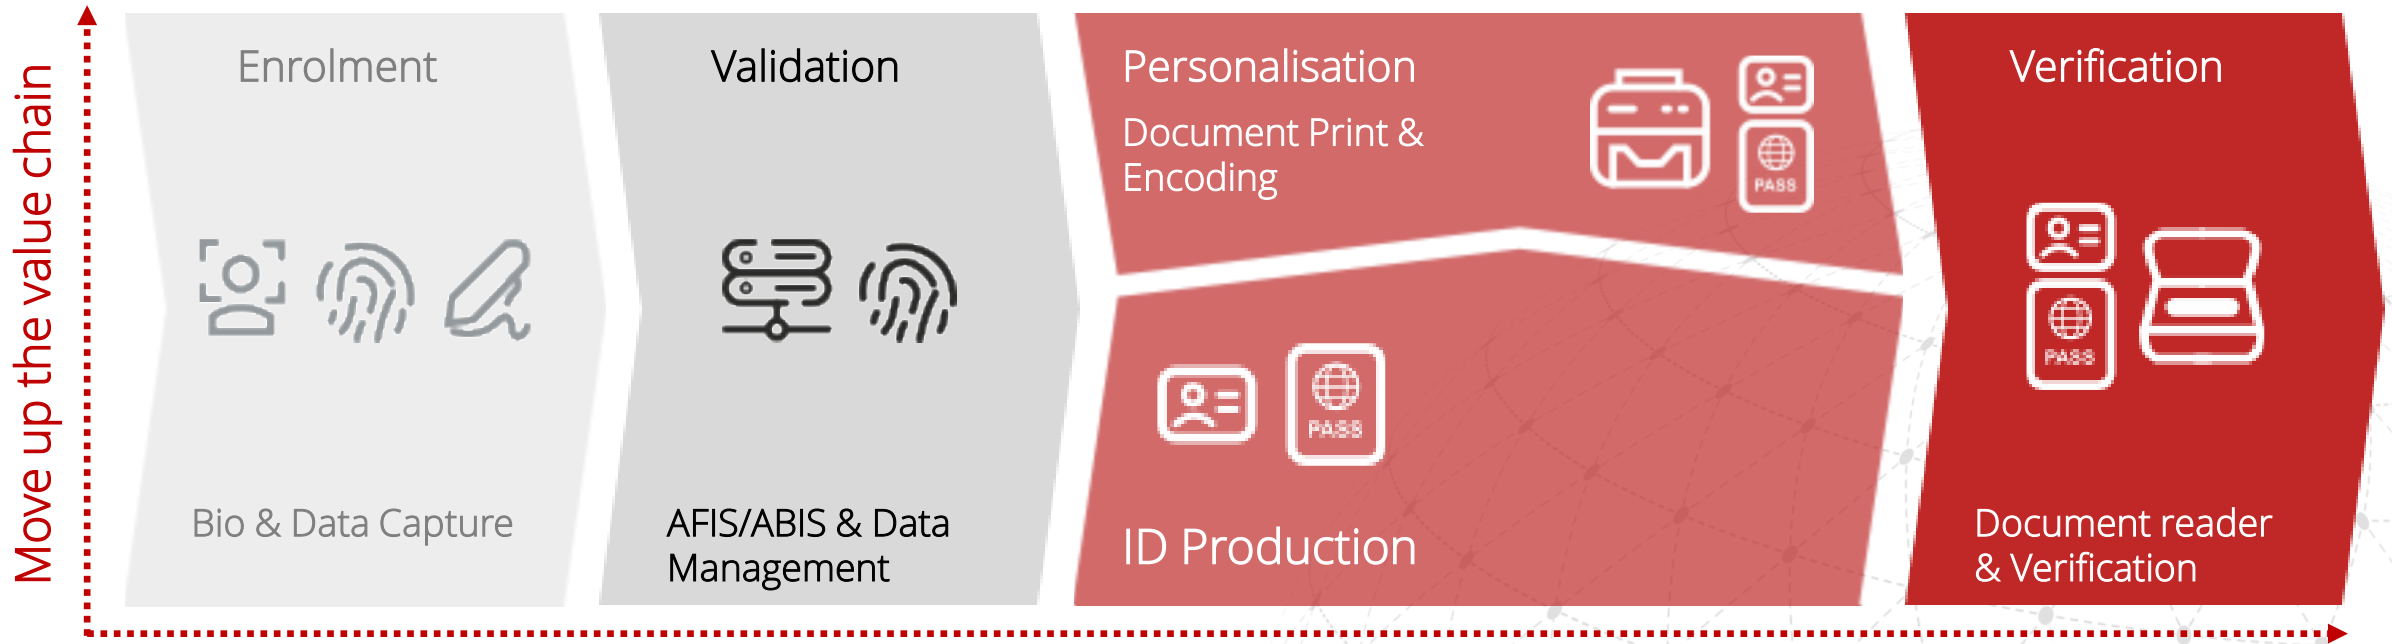 Move up the value chain
Enrolment
Bio & Data Capture
Validation
AFIS/ABIS & Data
Management
Personalisation
Document Print &
Encoding
PASS
PASS
ID Production
Verification
PASS
Document reader
& Verification